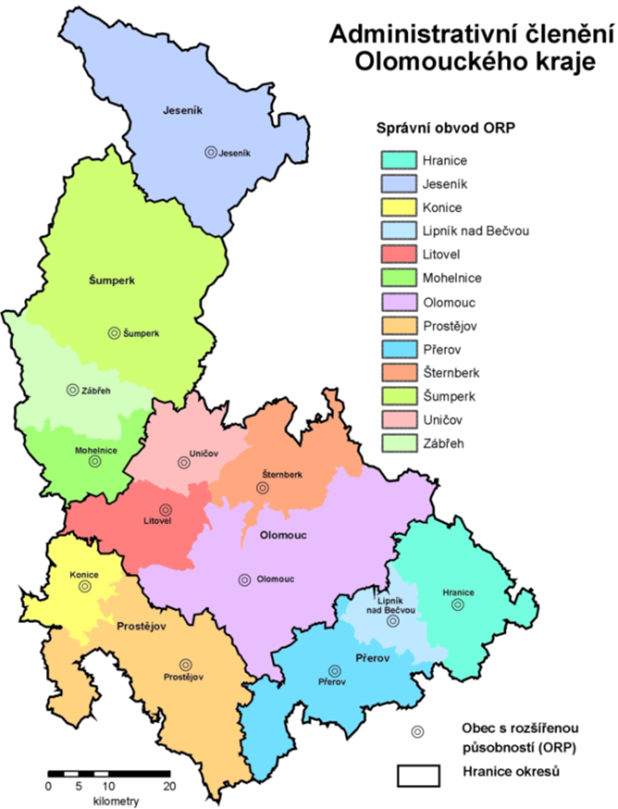 Administrativní členění
Olomouckého kraje
Správní obvod ORP
Hranice
Jeseník
Konice
Lipník nad Bečvou
Litovel
Mohelnice
Olomouc
Prostějov
Přerov
Šternberk
Šumperk
Uničov
Zábřeh
Jeseník
Jeseník
Šumperk
Šumperk
Zábřeh
Mohelnice
Uničov
Šternberk
Litovel
Olomouc
Olomouc
Konice
Prostějov
Prostějov
Lipník
nad Bečvou
Hranice
Přerov
Přerov
Obec s rozšířenou
působností (ORP)
Hranice okresů
0 5 10 20
kilometry